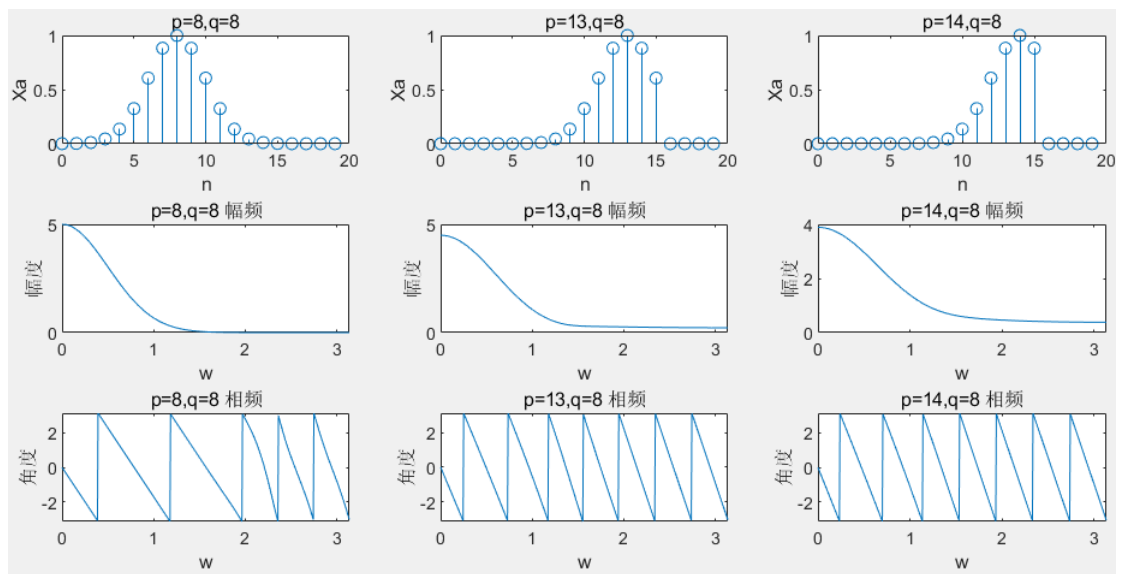 p=8,q=8
p=13,q=8
p=14,q=8
1
0.5
0
Xa
0 5 10 15 20
n
1
0.5
0
Xa
0 5 10 15 20
n
1
0.5
0
Xa
0 5 10 15 20
n
p=8,q=8 幅频
p=13,q=8 幅频
p=14,q=8 幅频
5
0
幅度
0 1 2 3
w
5
0
幅度
0 1 2 3
w
4
2
0
幅度
0 1 2 3
w
p=8,q=8 相频
p=13,q=8 相频
p=14,q=8 相频
2
0
-2
角度
0 1 2 3
w
2
0
-2
角度
0 1 2 3
w
2
0
-2
角度
0 1 2 3
w